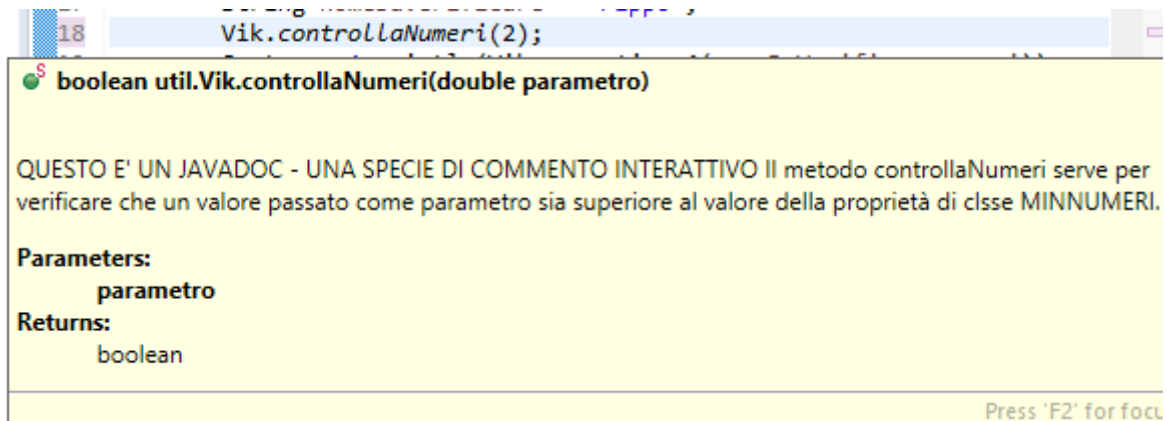 18 Vik.controllaNumeri(2);
boolean util.Vik.controllaNumeri(double parametro)
QUESTO E' UN JAVADOC - UNA SPECIE DI COMMENTO INTERATTIVO Il metodo controllaNumeri serve per
verificare che un valore passato come parametro sia superiore al valore della proprietà di clsse MINNUMERI.
Parameters:
parametro
Returns:
boolean
Press 'F2' for focu